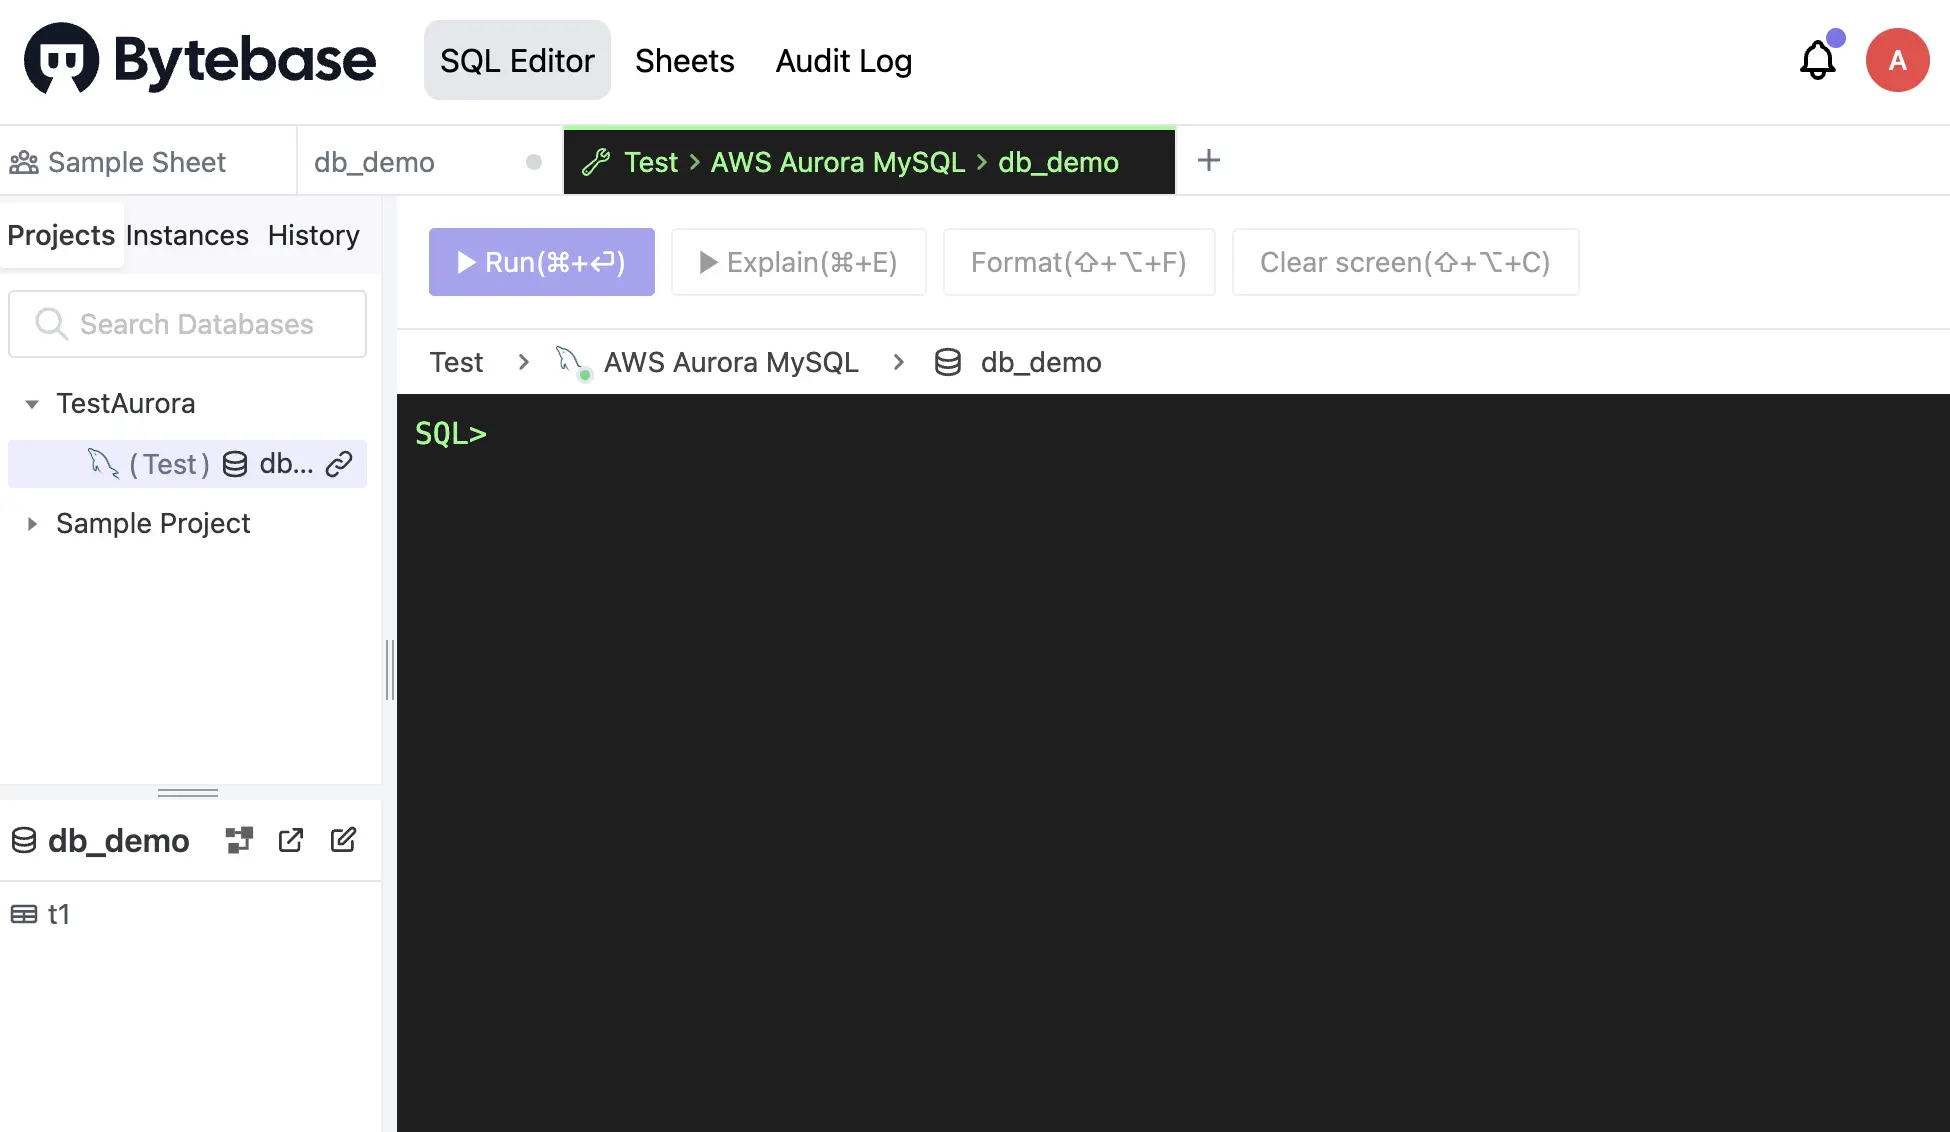 Bytebase SQL Editor Sheets Audit Log A
Sample Sheet db_demo Test > AWS Aurora MySQL > db_demo +
Projects Instances History
Run(⌘+⏎) Explain(⌘+E) Format(⇧+⌥+F) Clear screen(⇧+⌥+C)
Search Databases
Test > AWS Aurora MySQL > db_demo
TestAurora
SQL>
(Test) db...
Sample Project
db_demo
t1